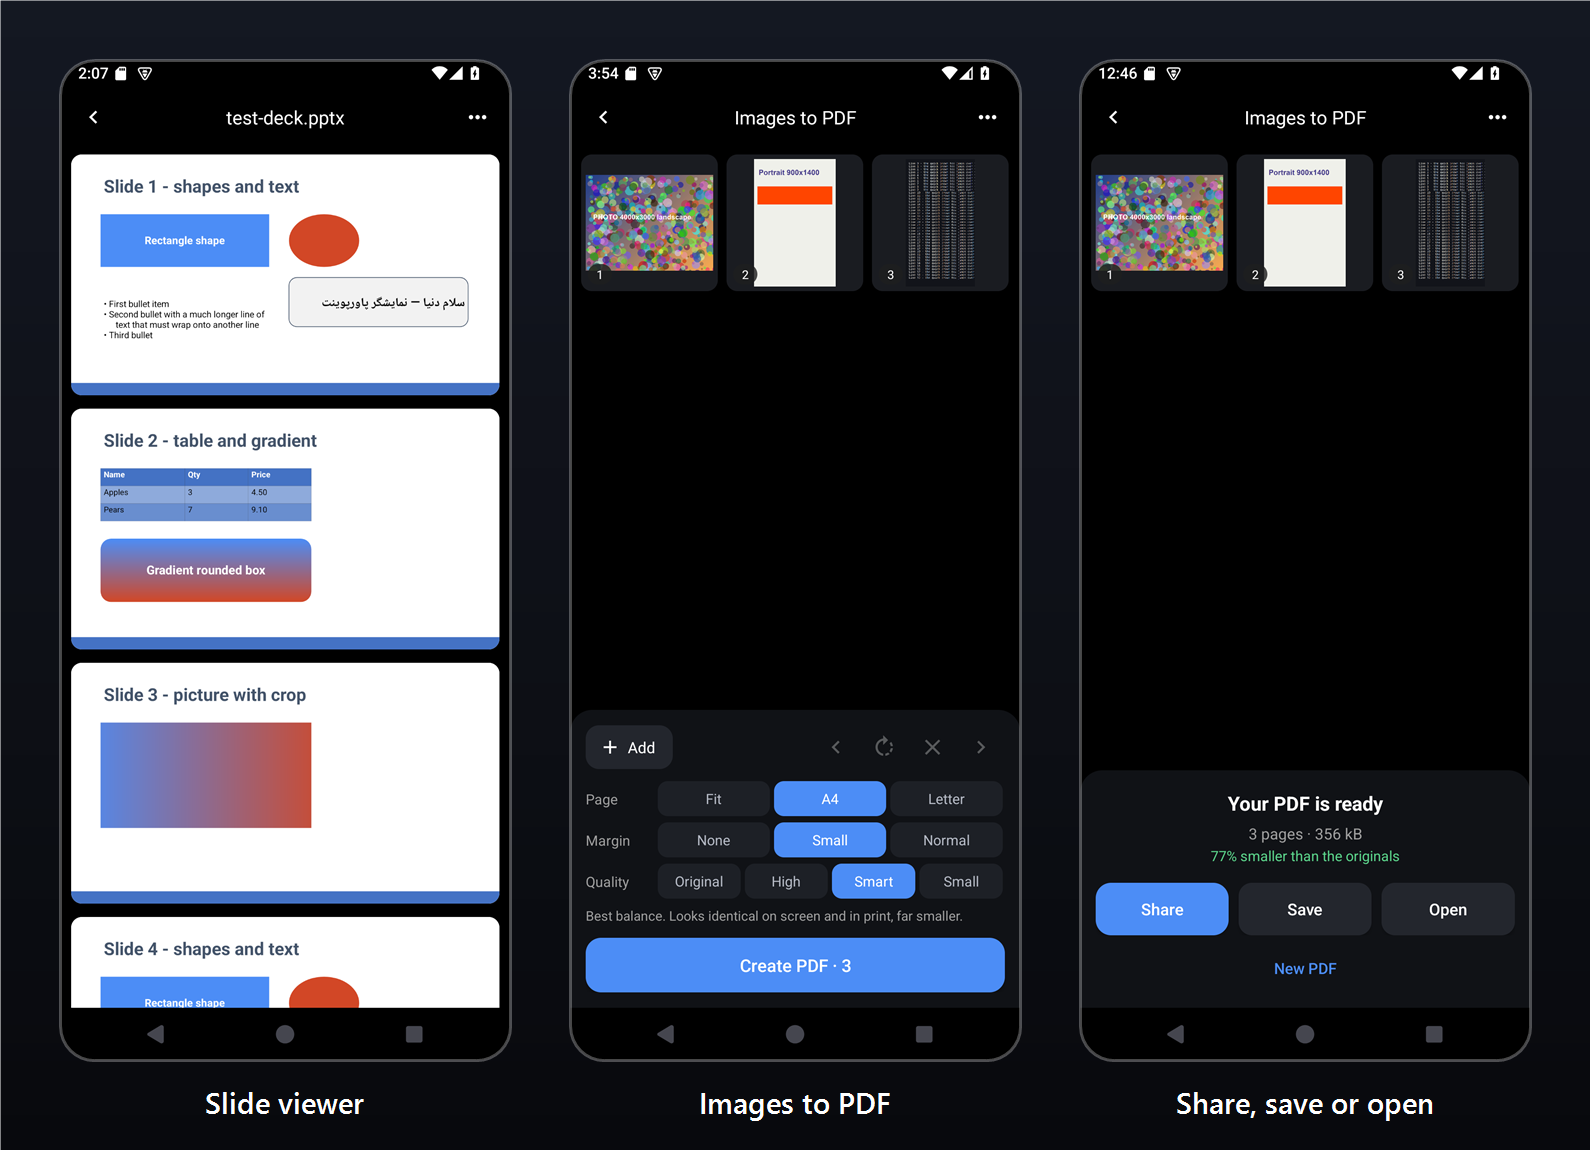 2:07
test-deck.pptx
Slide 1 - shapes and text
Rectangle shape
سلام دنیا — نمایشگر پاورپوینت
• First bullet item
• Second bullet with a much longer line of
text that must wrap onto another line
• Third bullet
Slide 2 - table and gradient
Name Qty Price
Apples 3 4.50
Pears 7 9.10
Gradient rounded box
Slide 3 - picture with crop
Slide 4 - shapes and text
Rectangle shape
Slide viewer
3:54
Images to PDF
PHOTO 4000x3000 landscape
1
Portrait 900x1400
2
3
Add
Page Fit A4 Letter
Margin None Small Normal
Quality Original High Smart Small
Best balance. Looks identical on screen and in print, far smaller.
Create PDF · 3
Images to PDF
12:46
Images to PDF
PHOTO 4000x3000 landscape
1
Portrait 900x1400
2
3
Your PDF is ready
3 pages · 356 kB
77% smaller than the originals
Share Save Open
New PDF
Share, save or open